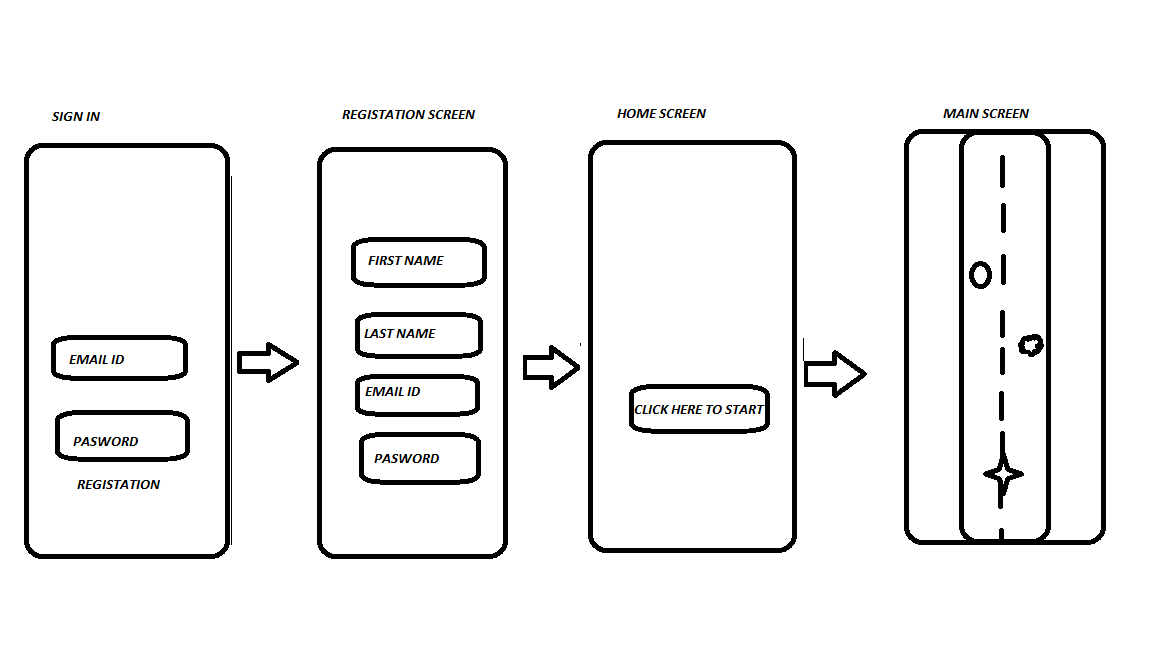 SIGN IN
EMAIL ID
PASWORD
REGISTATION
REGISTATION SCREEN
FIRST NAME
LAST NAME
EMAIL ID
PASWORD
HOME SCREEN
CLICK HERE TO START
MAIN SCREEN